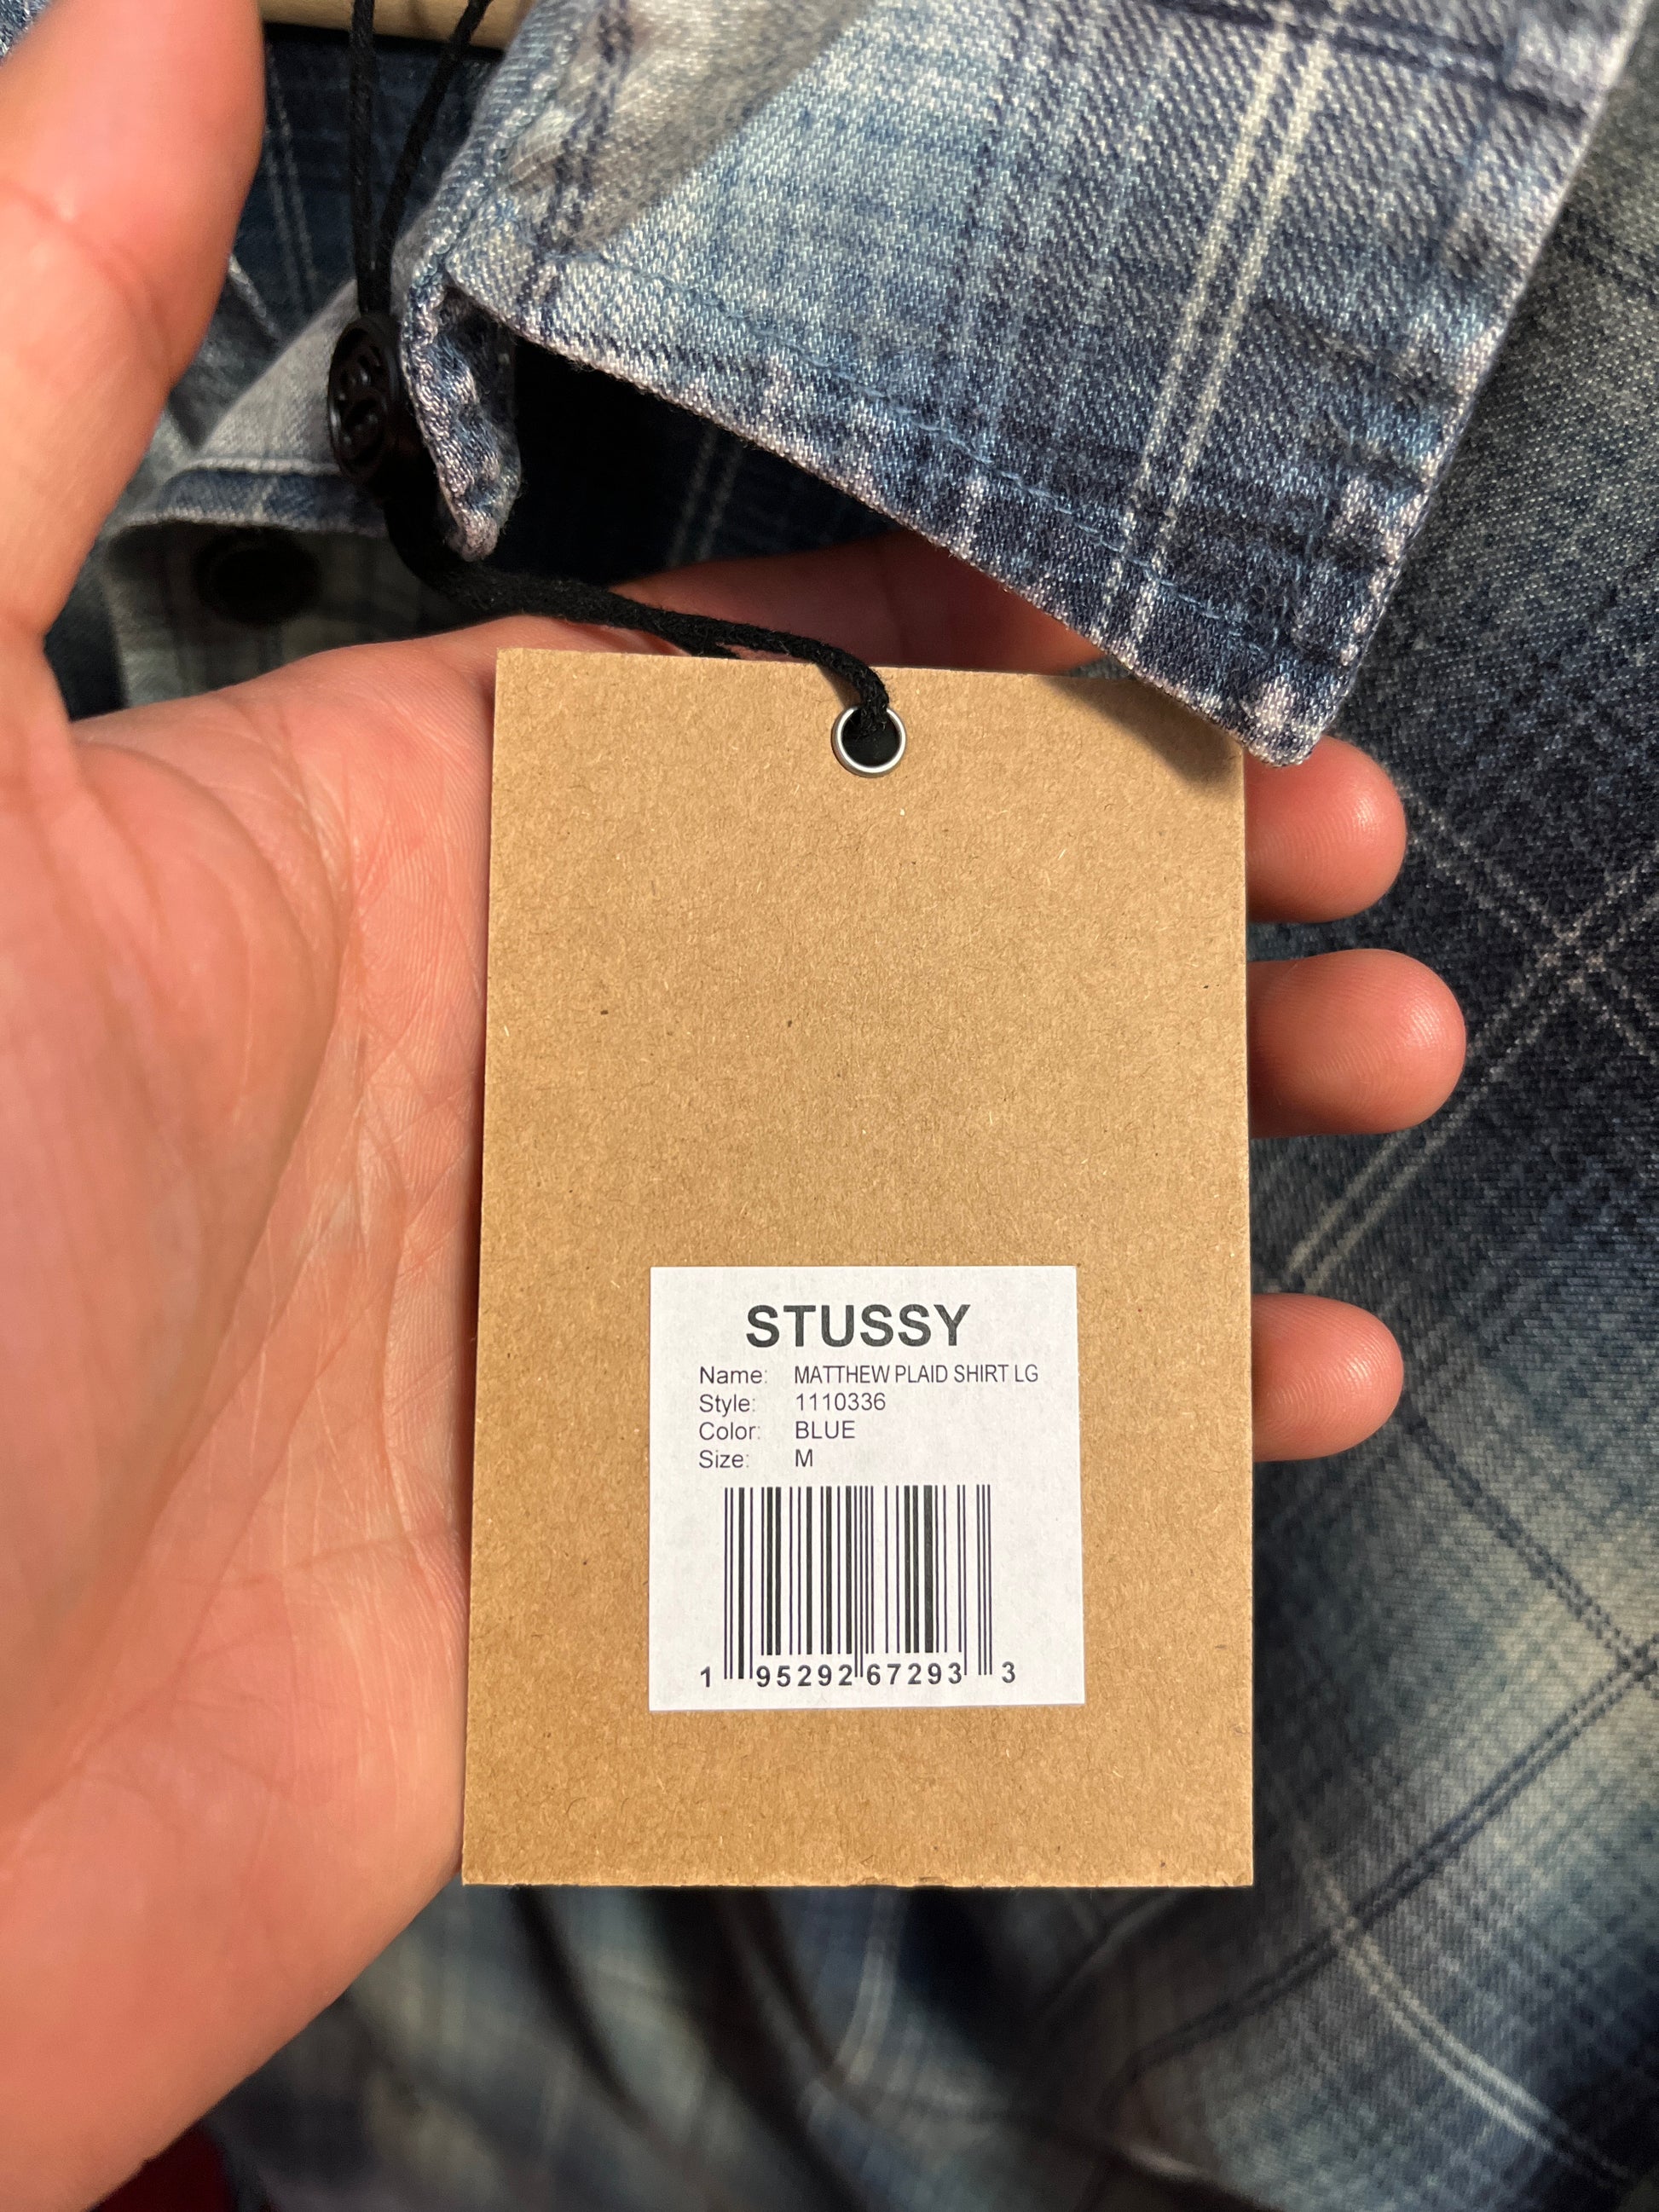 STUSSY
Name: MATTHEW PLAID SHIRT LG
Style: 1110336
Color: BLUE
Size: M
1 95292 67293 3